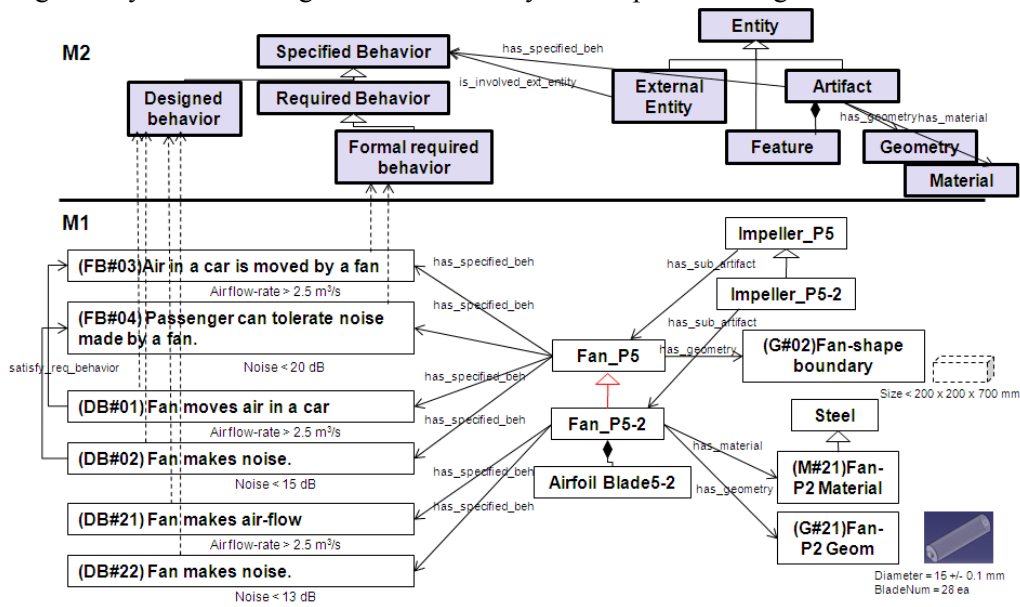 M2
Specified Behavior
has_specified_beh
Entity
is_involved_ext_entity
Designed
behavior
Required Behavior
External
Entity
Artifact
has_geometry
has_material
Formal required
behavior
Feature
Geometry
Material
M1
Impeller_P5
(FB#03)Air in a car is moved by a fan
has_specified_beh
has_sub_artifact
Airflow-rate > 2.5 m³/s
Impeller_P5-2
(FB#04) Passenger can tolerate noise
made by a fan.
has_specified_beh
has_sub_artifact
Noise < 20 dB
satisfy_req_behavior
Fan_P5
has_geometry
(G#02)Fan-shape
boundary
Size < 200 x 200 x 700 mm
has_specified_beh
(DB#01) Fan moves air in a car
Airflow-rate > 2.5 m³/s
has_specified_beh
Fan_P5-2
Steel
(DB#02) Fan makes noise.
Noise < 15 dB
has_specified_beh
has_material
Airfoil Blade5-2
has_geometry
(M#21)Fan-
P2 Material
(DB#21) Fan makes air-flow
has_specified_beh
Airflow-rate > 2.5 m³/s
(G#21)Fan-
P2 Geom
(DB#22) Fan makes noise.
Noise < 13 dB
Diameter = 15 +/- 0.1 mm
BladeNum = 28 ea